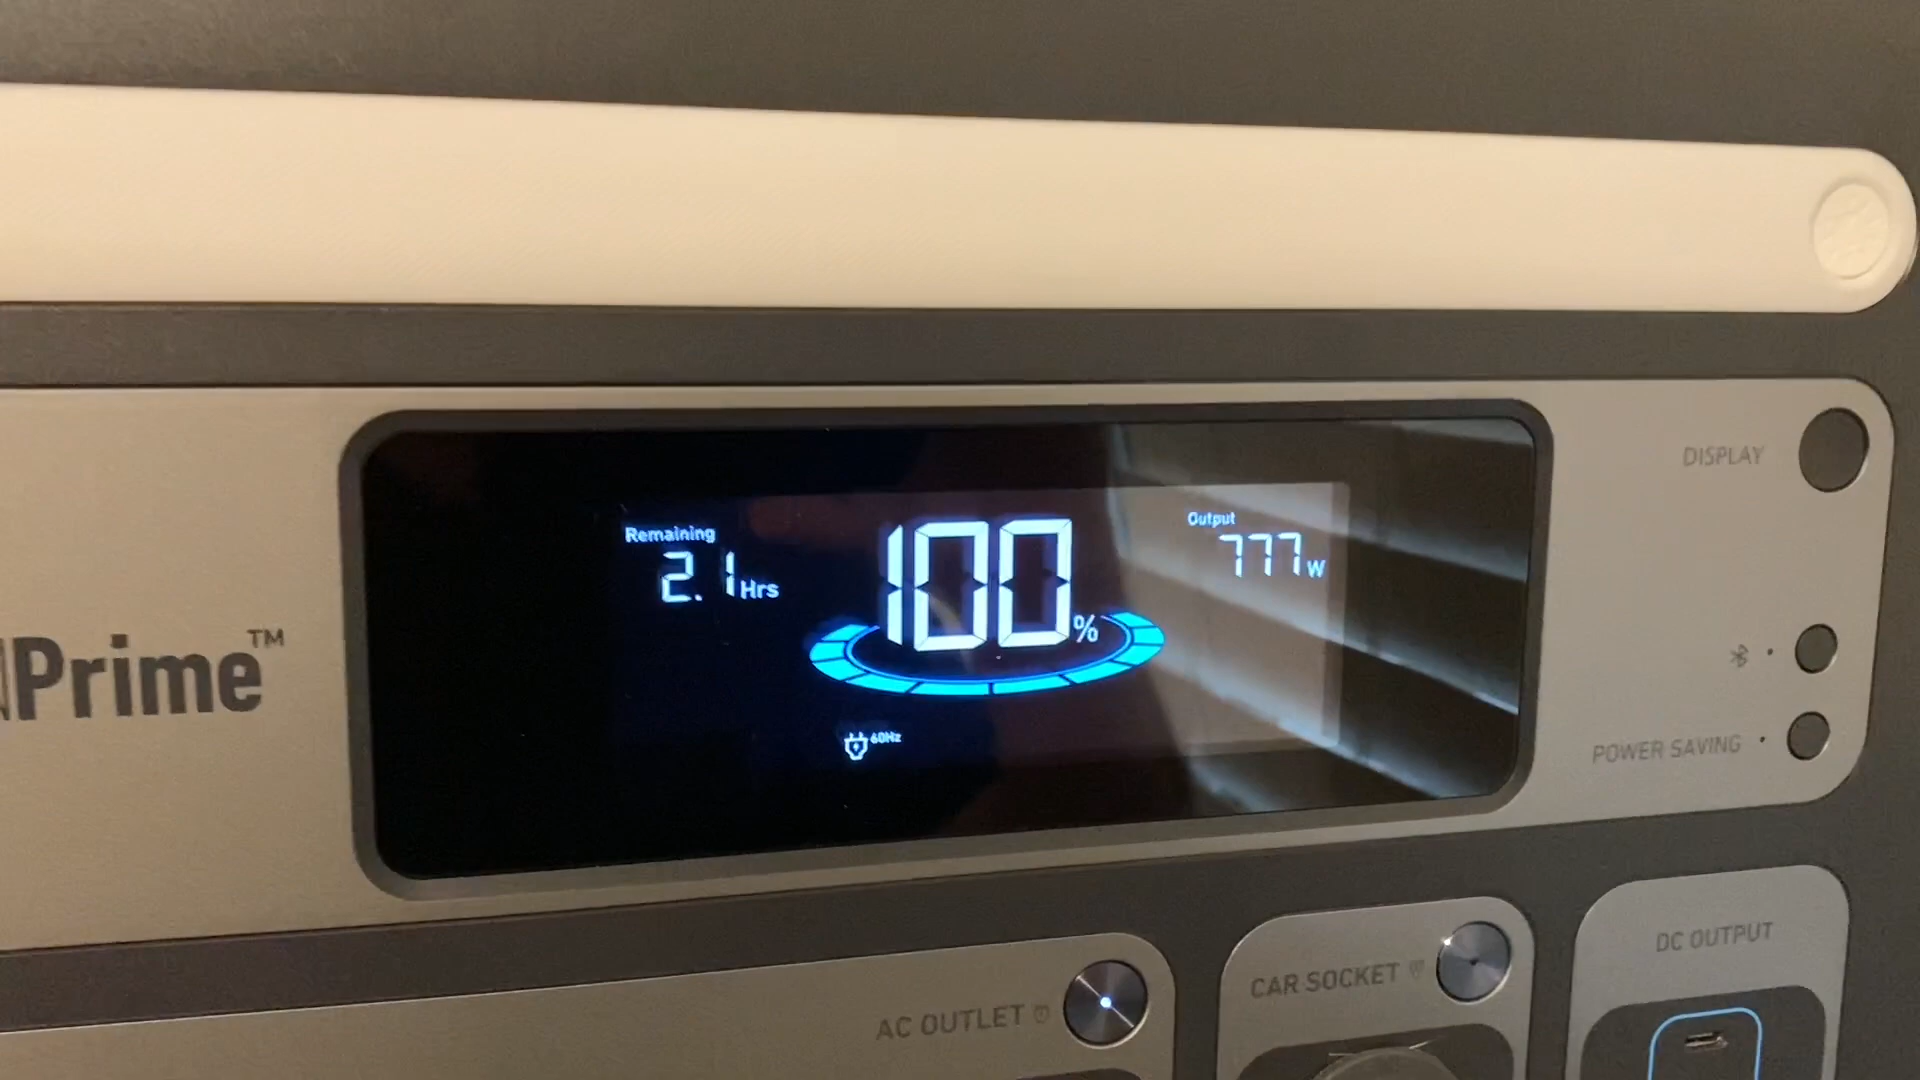 Prime™
Remaining
2.1Hrs
100%
Output
777W
60Hz
DISPLAY
POWER SAVING
AC OUTLET
CAR SOCKET
DC OUTPUT